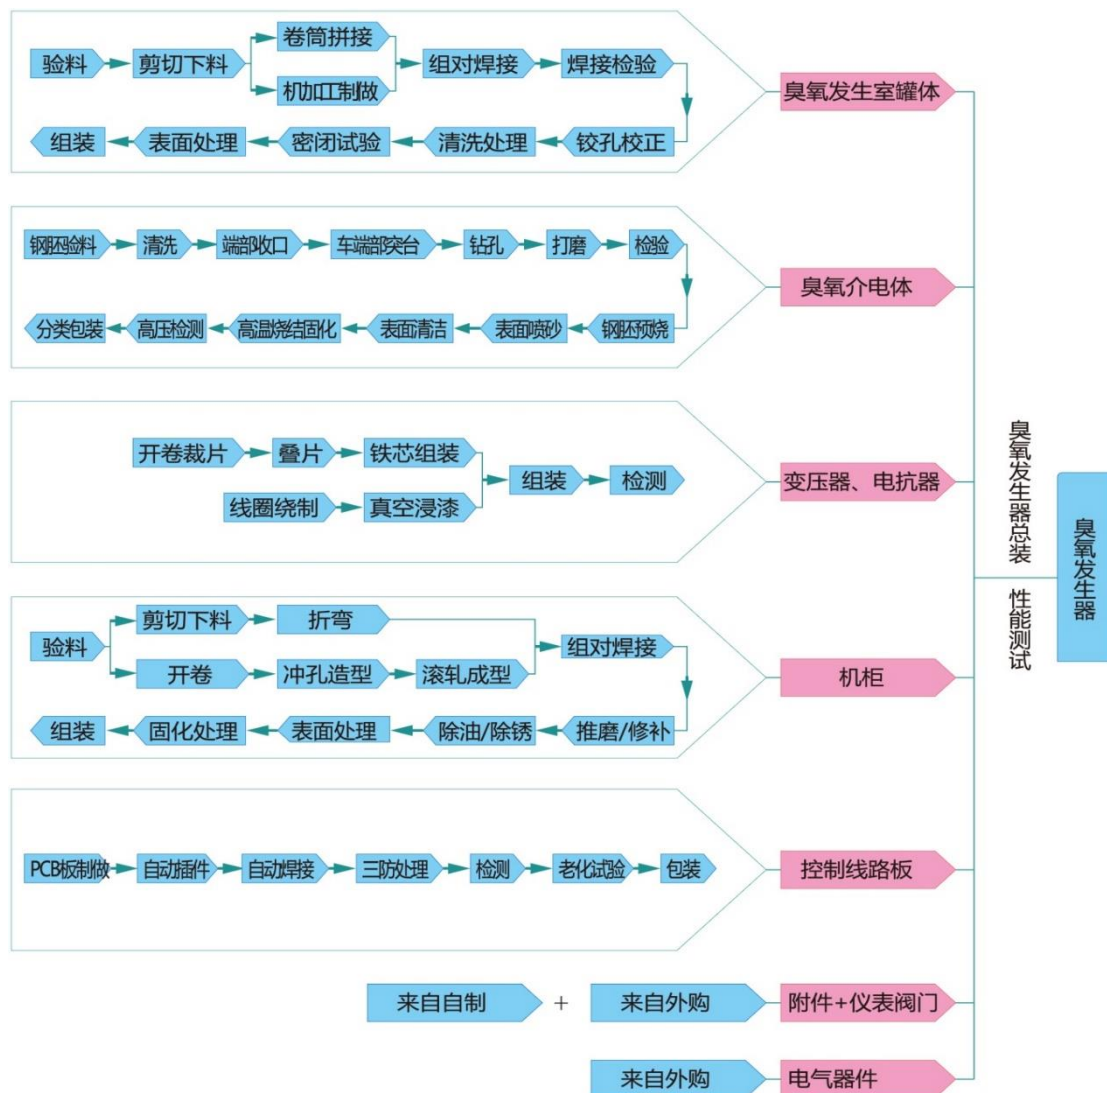 卷筒拼接
验料 剪切下料 组对焊接 焊接检验
机加工制做
臭氧发生室罐体
组装 表面处理 密闭试验 清洗处理 铰孔校正
钢胚验料 清洗 端部收口 车端部突台 钻孔 打磨 检验
臭氧介电体
分类包装 高压检测 高温烧结固化 表面清洁 表面喷砂 钢胚预烧
开卷裁片 叠片 铁芯组装
组装 检测 变压器、电抗器
线圈绕制 真空浸漆
臭氧发生器总装
性能测试
臭氧发生器
剪切下料 折弯
验料 组对焊接
开卷 冲孔造型 滚轧成型
机柜
组装 固化处理 表面处理 除油/除锈 推磨/修补
PCB板制做 自动插件 自动焊接 三防处理 检测 老化试验 包装 控制线路板
来自自制 + 来自外购 附件+仪表阀门
来自外购 电气器件